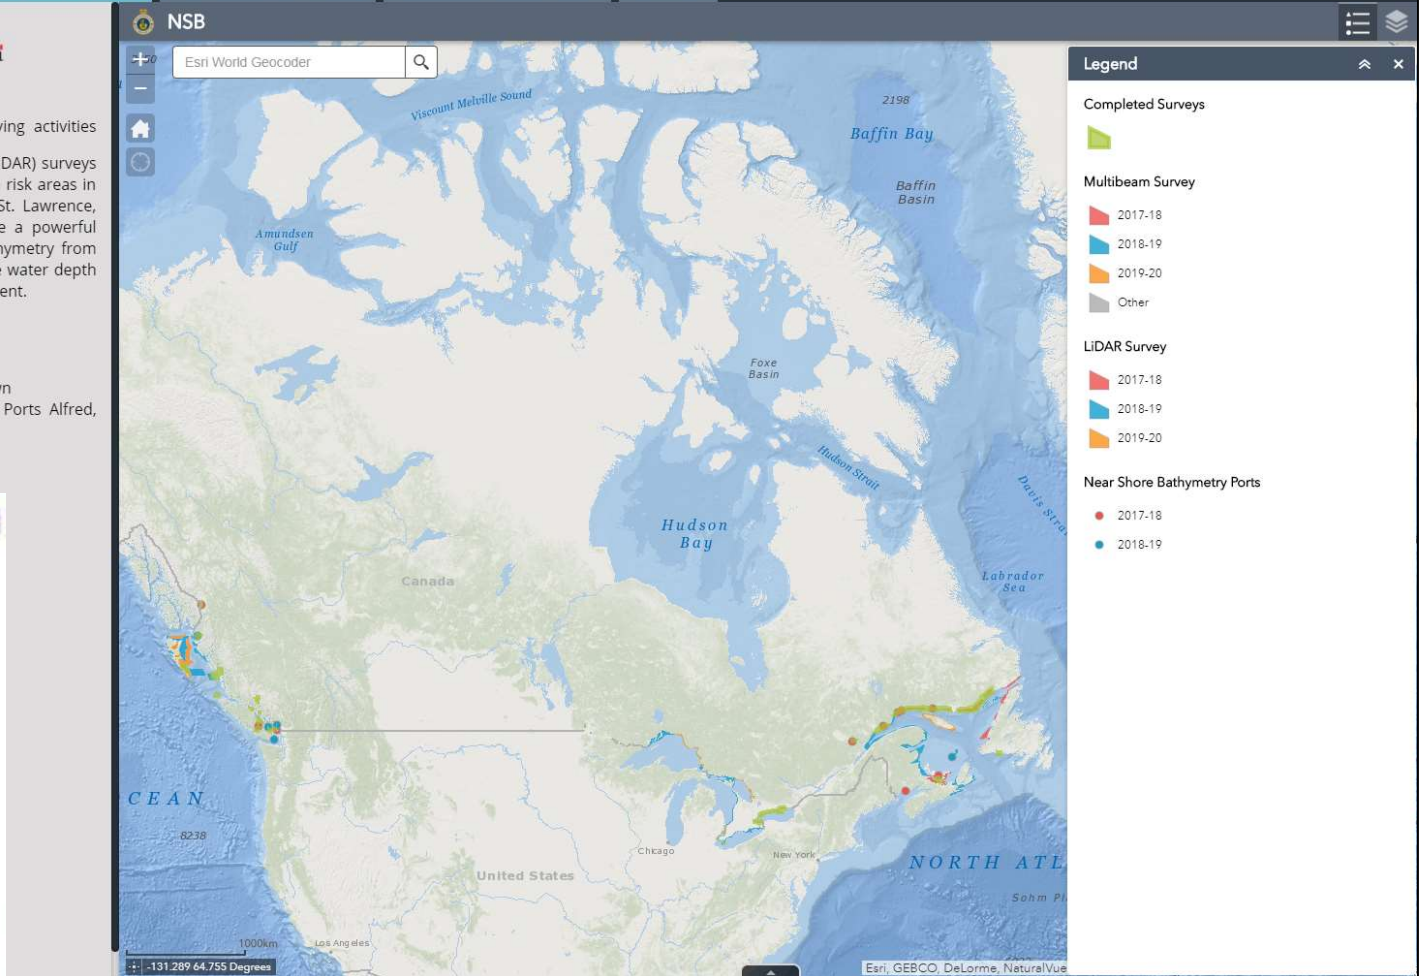 NSB
ving activities
DAR) surveys
risk areas in
St. Lawrence,
e a powerful
hymetry from
e water depth
ent.
vn
Ports Alfred,
Esri World Geocoder
Viscount Melville Sound
2198
Baffin Bay
Baffin
Basin
Amundsen
Gulf
Foxe
Basin
Hudson Strait
Davis Stra
Hudson
Bay
Canada
Labrador
Sea
CEAN
8238
Chicago
New York
NORTH ATL
United States
Sohm Pl
Los Angeles
1000km
-131.289 64.755 Degrees
Esri, GEBCO, DeLorme, NaturalVue
Legend
Completed Surveys
Multibeam Survey
2017-18
2018-19
2019-20
Other
LiDAR Survey
2017-18
2018-19
2019-20
Near Shore Bathymetry Ports
2017-18
2018-19